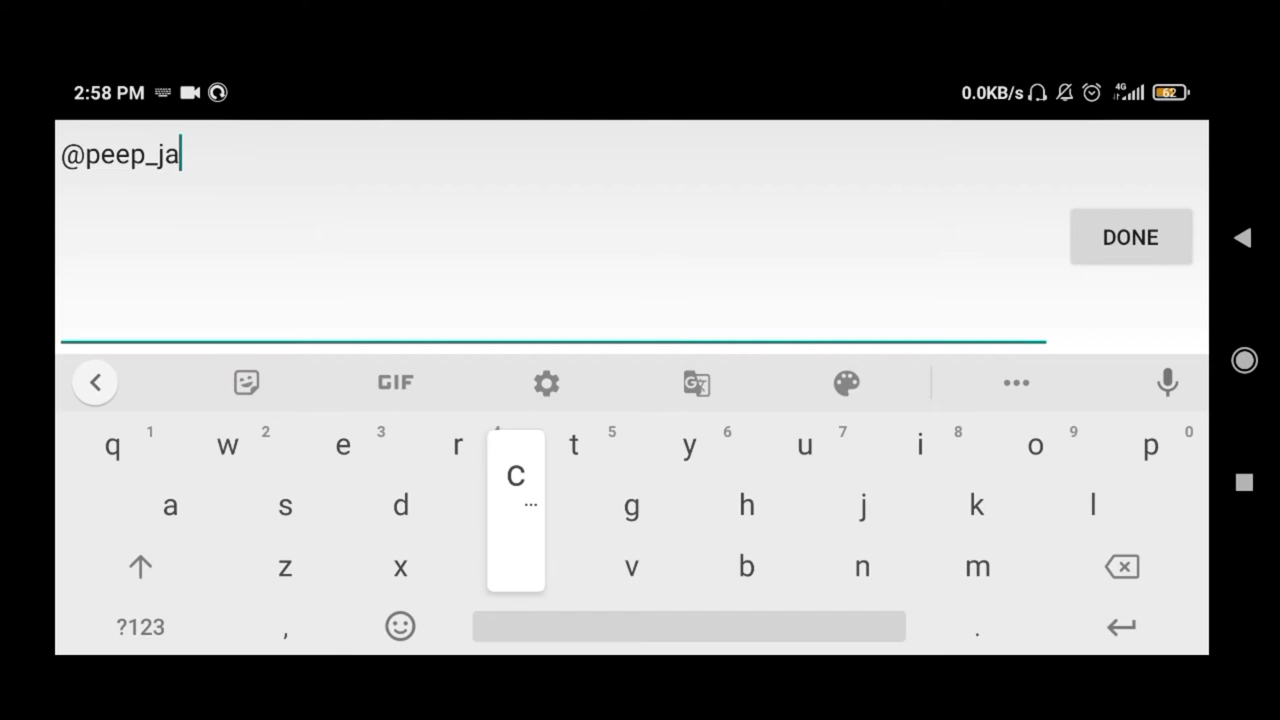 2:58 PM
0.0KB/s 4G 62
@peep_ja
DONE
GIF
q 1 w 2 e 3 r t 5 y 6 u 7 i 8 o 9 p 0
c
...
a s d g h j k l
z x v b n m
?123 , .